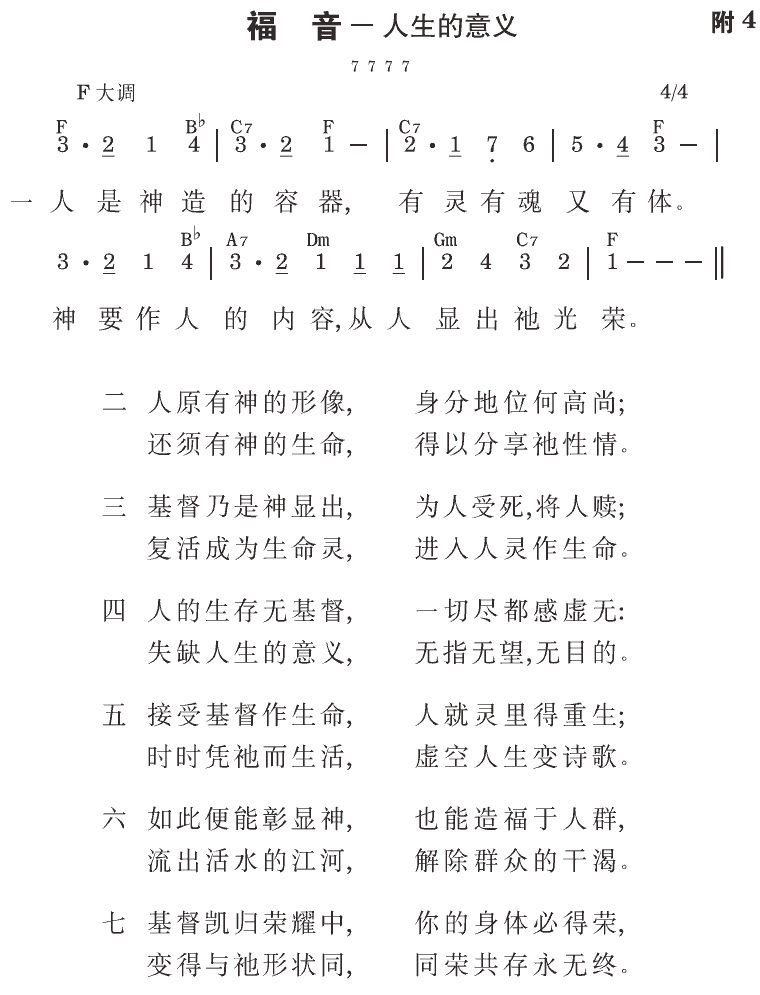 福 音 — 人生的意义 附 4
7 7 7 7
F 大调 4/4
F B♭ C7 F C7 F
3 · 2 1 4 | 3 · 2 1 — | 2 · 1 7 6 | 5 · 4 3 — |
一 人 是 神 造 的 容 器, 有 灵 有 魂 又 有 体。
B♭ A7 Dm Gm C7 F
3 · 2 1 4 | 3 · 2 1 1 1 | 2 4 3 2 | 1 — — — ‖
神 要 作 人 的 内 容, 从 人 显 出 祂 光 荣。
二 人原有神的形像, 身分地位何高尚;
还须有神的生命, 得以分享祂性情。
三 基督乃是神显出, 为人受死,将人赎;
复活成为生命灵, 进入人灵作生命。
四 人的生存无基督, 一切尽都感虚无:
失缺人生的意义, 无指无望,无目的。
五 接受基督作生命, 人就灵里得重生;
时时凭祂而生活, 虚空人生变诗歌。
六 如此便能彰显神, 也能造福于人群,
流出活水的江河, 解除群众的干渴。
七 基督凯归荣耀中, 你的身体必得荣,
变得与祂形状同, 同荣共存永无终。